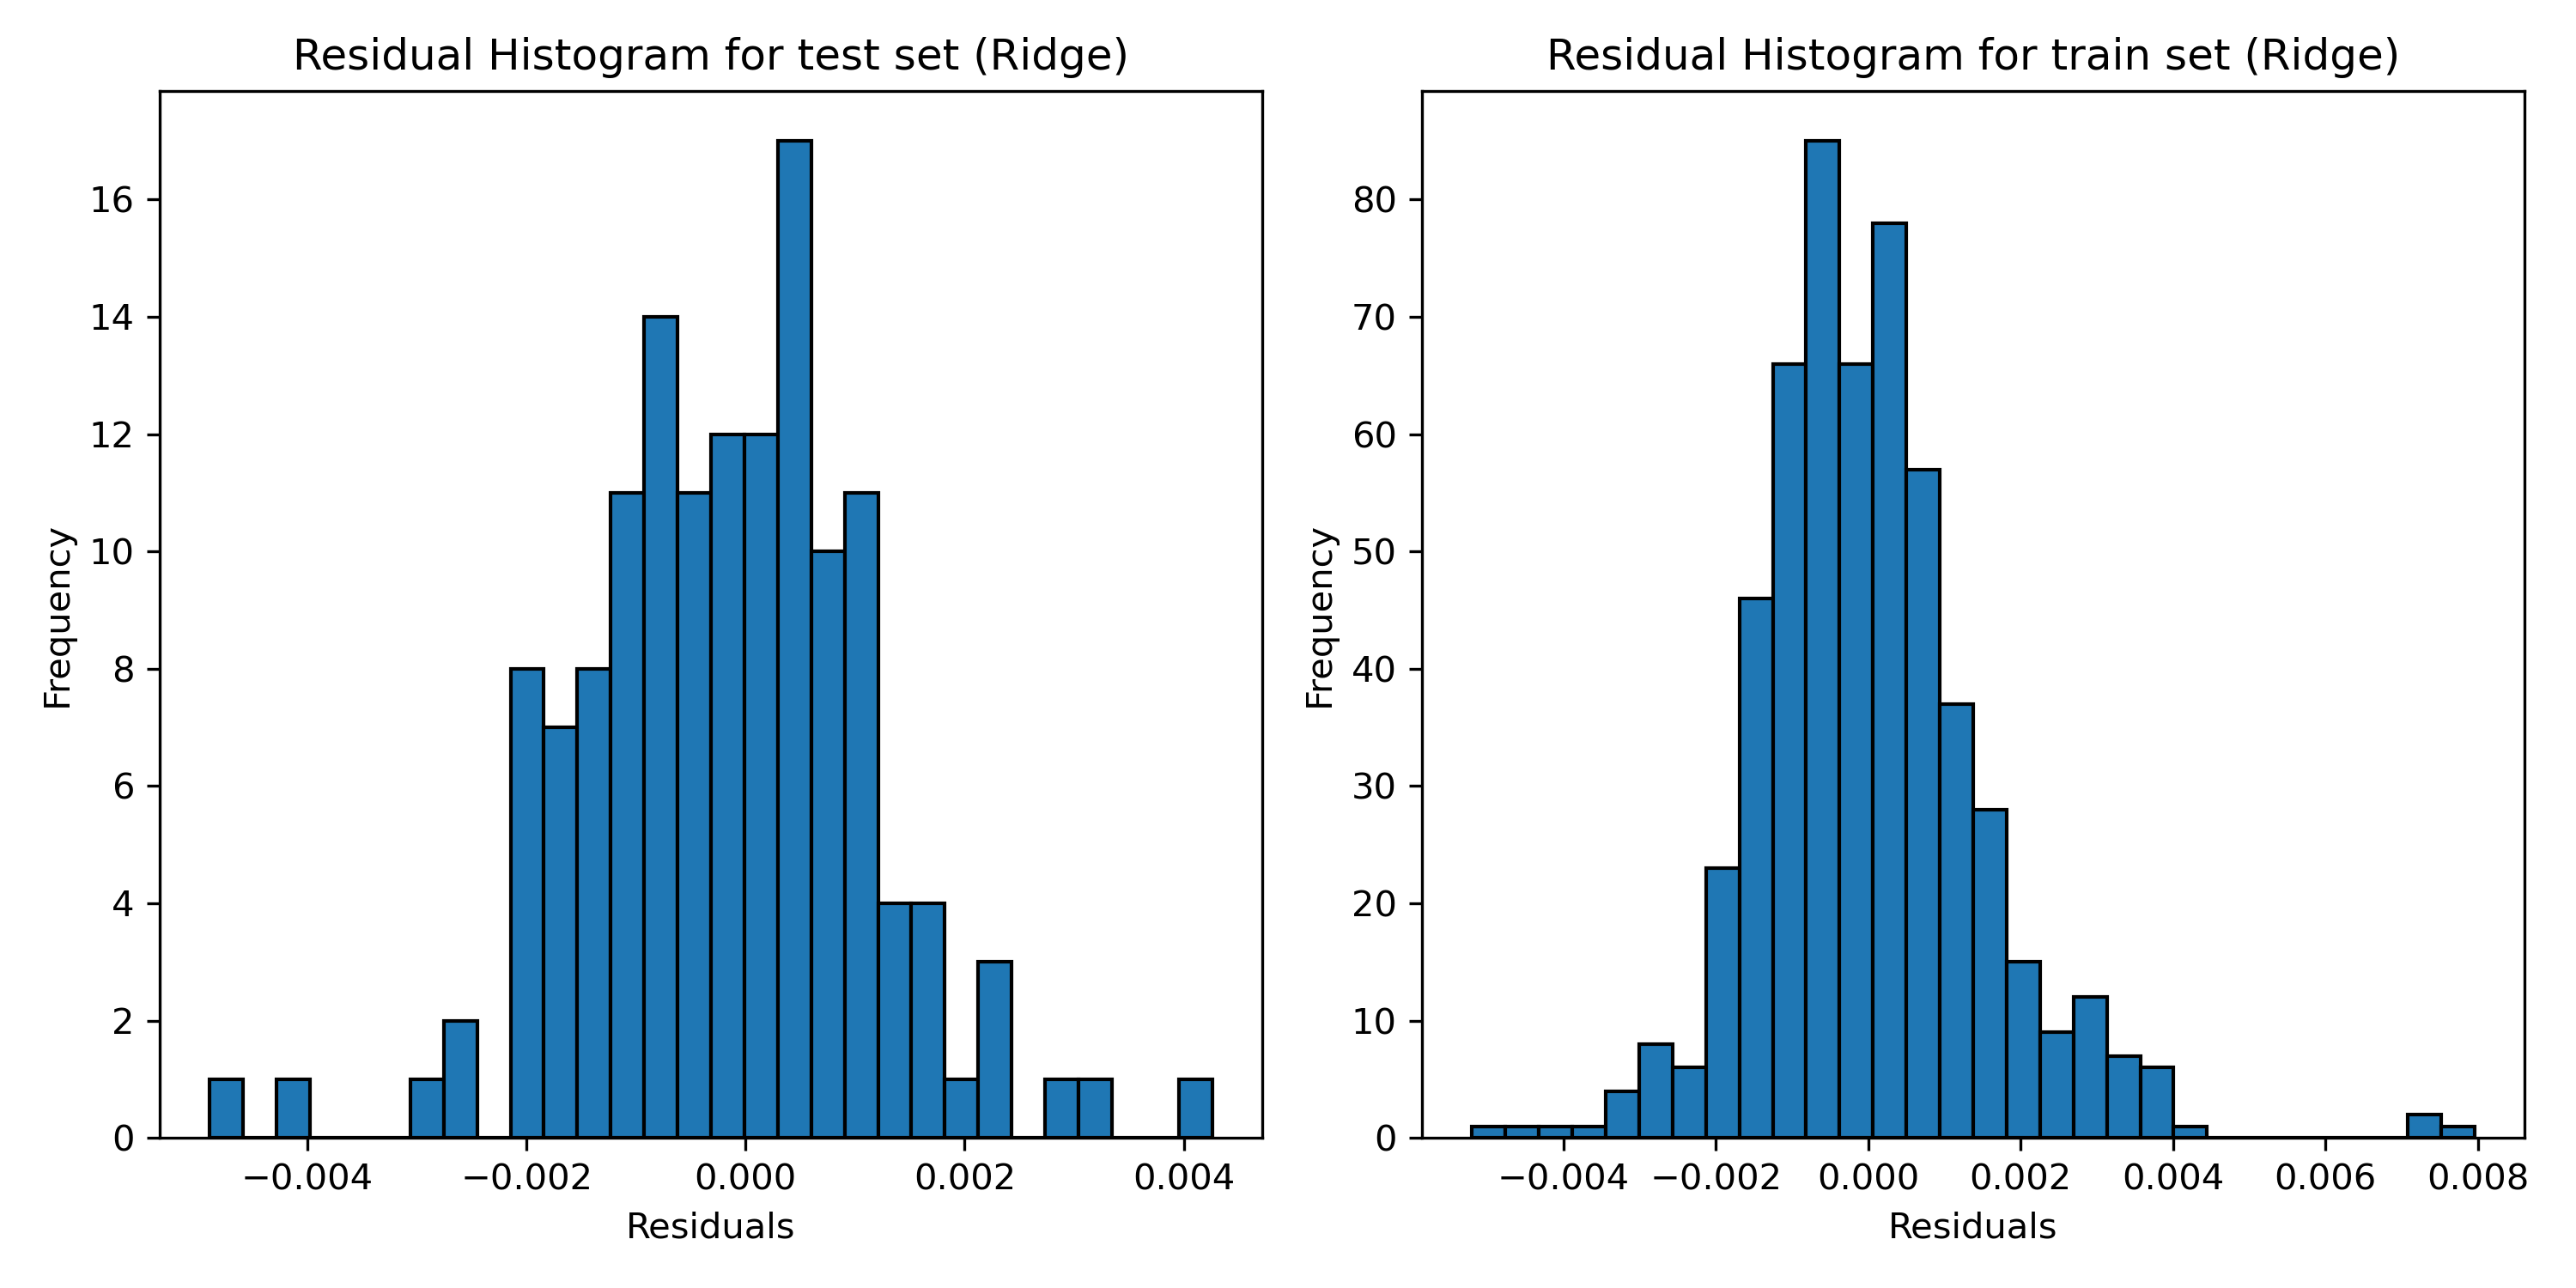 Residual Histogram for test set (Ridge)
Frequency
16
14
12
10
8
6
4
2
0
−0.004 −0.002 0.000 0.002 0.004
Residuals
Residual Histogram for train set (Ridge)
Frequency
80
70
60
50
40
30
20
10
0
−0.004 −0.002 0.000 0.002 0.004 0.006 0.008
Residuals